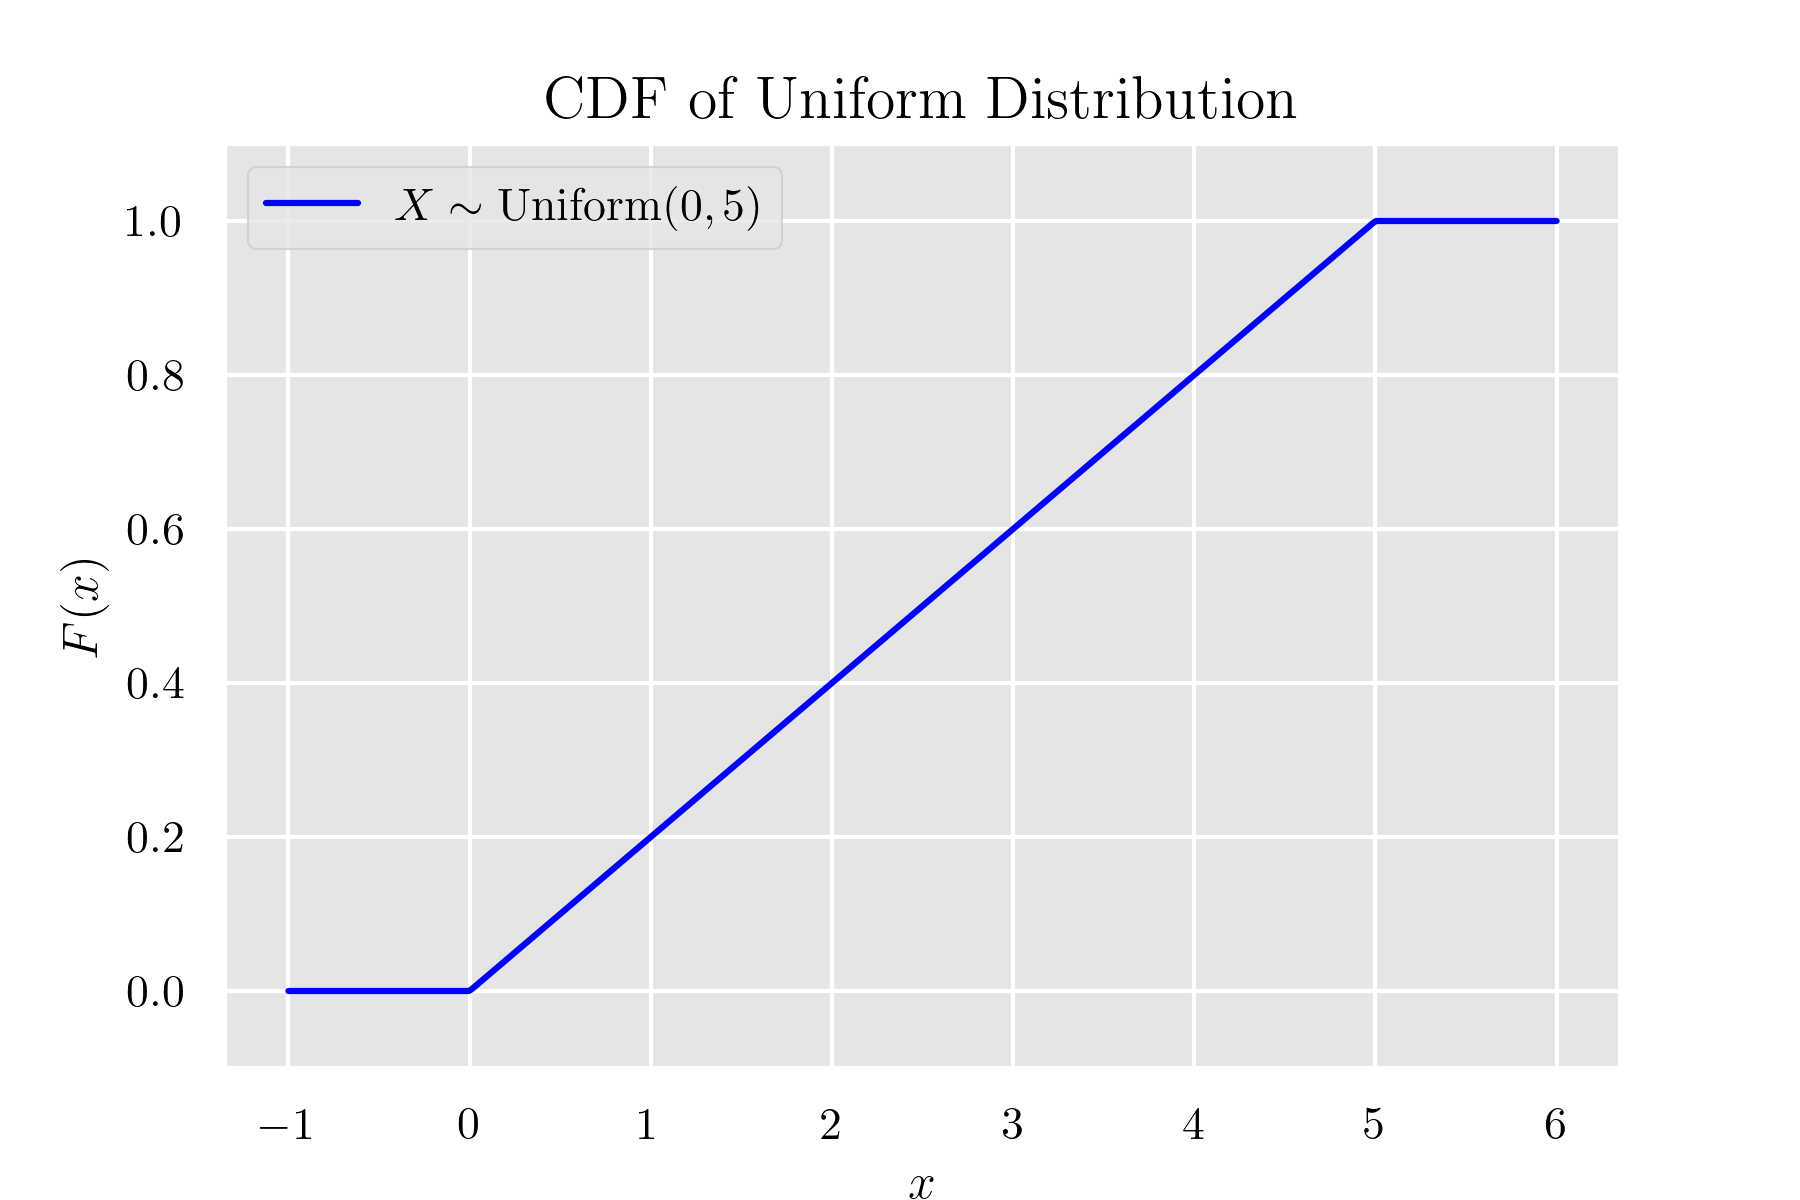 CDF of Uniform Distribution
X ∼ Uniform(0, 5)
1.0
0.8
0.6
0.4
0.2
0.0
F(x)
−1 0 1 2 3 4 5 6
x